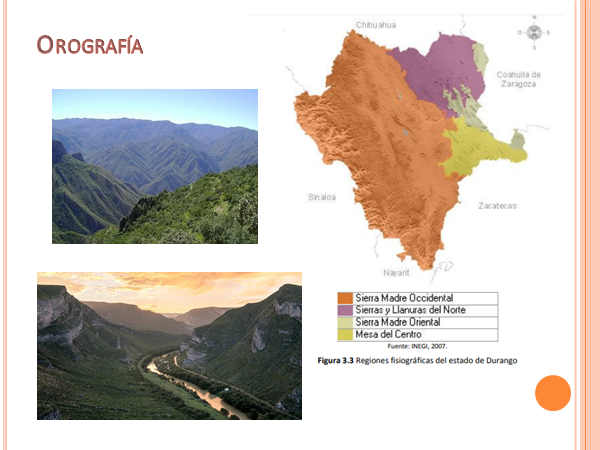 OROGRAFÍA
Chihuahua
N
E
S
Coahuila de
Zaragoza
Sinaloa
Zacatecas
Nayarit
Sierra Madre Occidental
Sierras y Llanuras del Norte
Sierra Madre Oriental
Mesa del Centro
Fuente: INEGI, 2007.
Figura 3.3 Regiones fisiográficas del estado de Durango